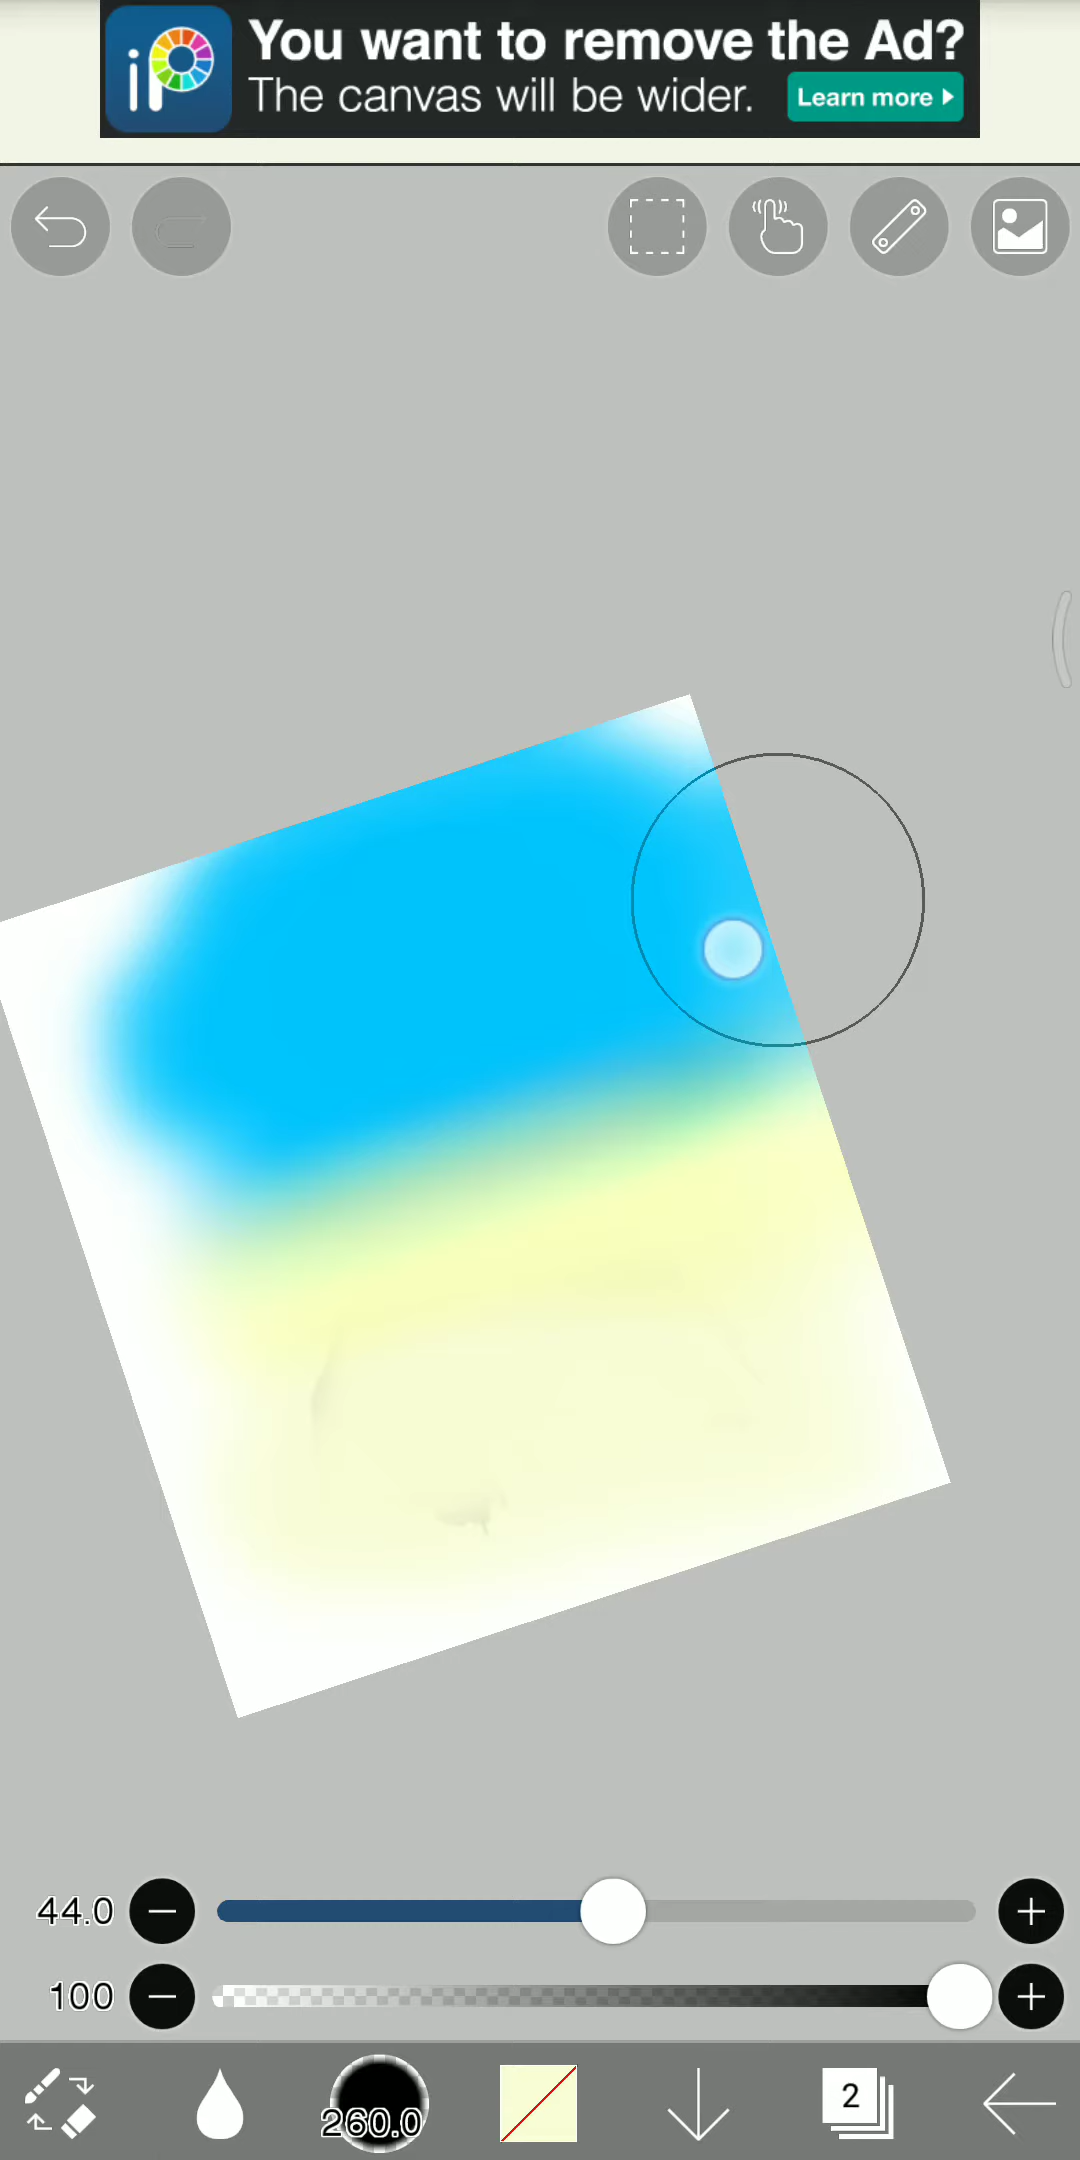 iP
You want to remove the Ad?
The canvas will be wider.
Learn more
44.0
100
260.0
2